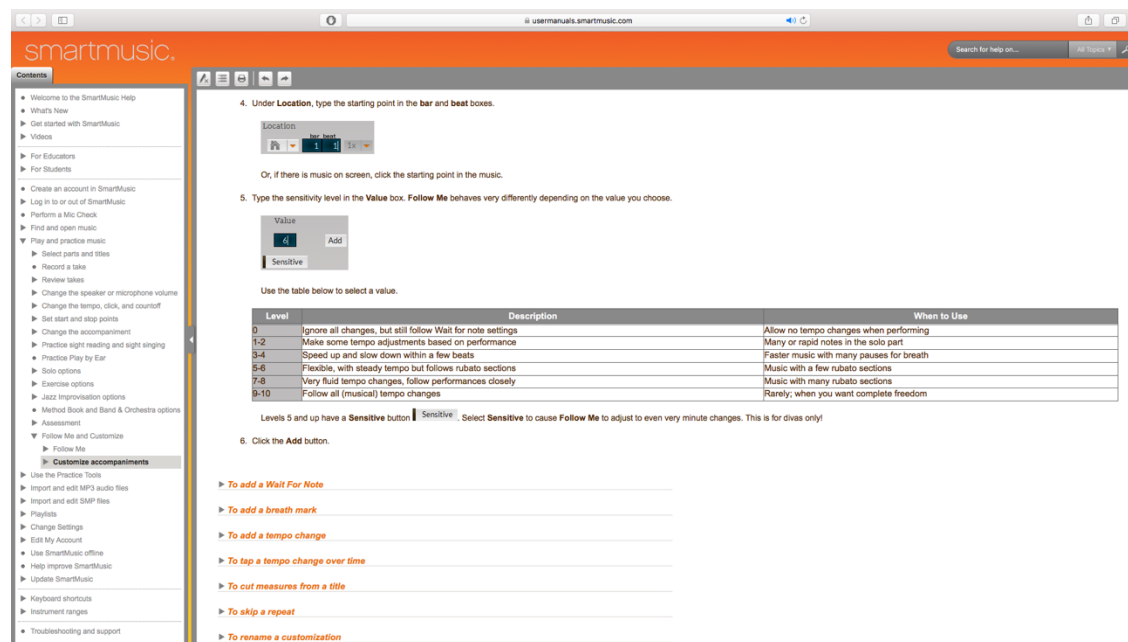 usermanuals.smartmusic.com
smartmusic.
Search for help on...
All Topics
Contents
Welcome to the SmartMusic Help
What's New
Get started with SmartMusic
Videos
For Educators
For Students
Create an account in SmartMusic
Log in to or out of SmartMusic
Perform a Mic Check
Find and open music
Play and practice music
Select parts and titles
Record a take
Review takes
Change the speaker or microphone volume
Change the tempo, click, and countoff
Set start and stop points
Change the accompaniment
Practice sight reading and sight singing
Practice Play by Ear
Solo options
Exercise options
Jazz Improvisation options
Method Book and Band & Orchestra options
Assessment
Follow Me and Customize
Follow Me
Customize accompaniments
Use the Practice Tools
Import and edit MP3 audio files
Import and edit SMP files
Playlists
Change Settings
Edit My Account
Use SmartMusic offline
Help improve SmartMusic
Update SmartMusic
Keyboard shortcuts
Instrument ranges
Troubleshooting and support
4. Under Location, type the starting point in the bar and beat boxes.
Location
bar beat
1 1 1x
Or, if there is music on screen, click the starting point in the music.
5. Type the sensitivity level in the Value box. Follow Me behaves very differently depending on the value you choose.
Value
6 Add
Sensitive
Use the table below to select a value.
Level Description When to Use
0 Ignore all changes, but still follow Wait for note settings Allow no tempo changes when performing
1-2 Make some tempo adjustments based on performance Many or rapid notes in the solo part
3-4 Speed up and slow down within a few beats Faster music with many pauses for breath
5-6 Flexible, with steady tempo but follows rubato sections Music with a few rubato sections
7-8 Very fluid tempo changes, follow performances closely Music with many rubato sections
9-10 Follow all (musical) tempo changes Rarely; when you want complete freedom
Levels 5 and up have a Sensitive button Sensitive . Select Sensitive to cause Follow Me to adjust to even very minute changes. This is for divas only!
6. Click the Add button.
To add a Wait For Note
To add a breath mark
To add a tempo change
To tap a tempo change over time
To cut measures from a title
To skip a repeat
To rename a customization